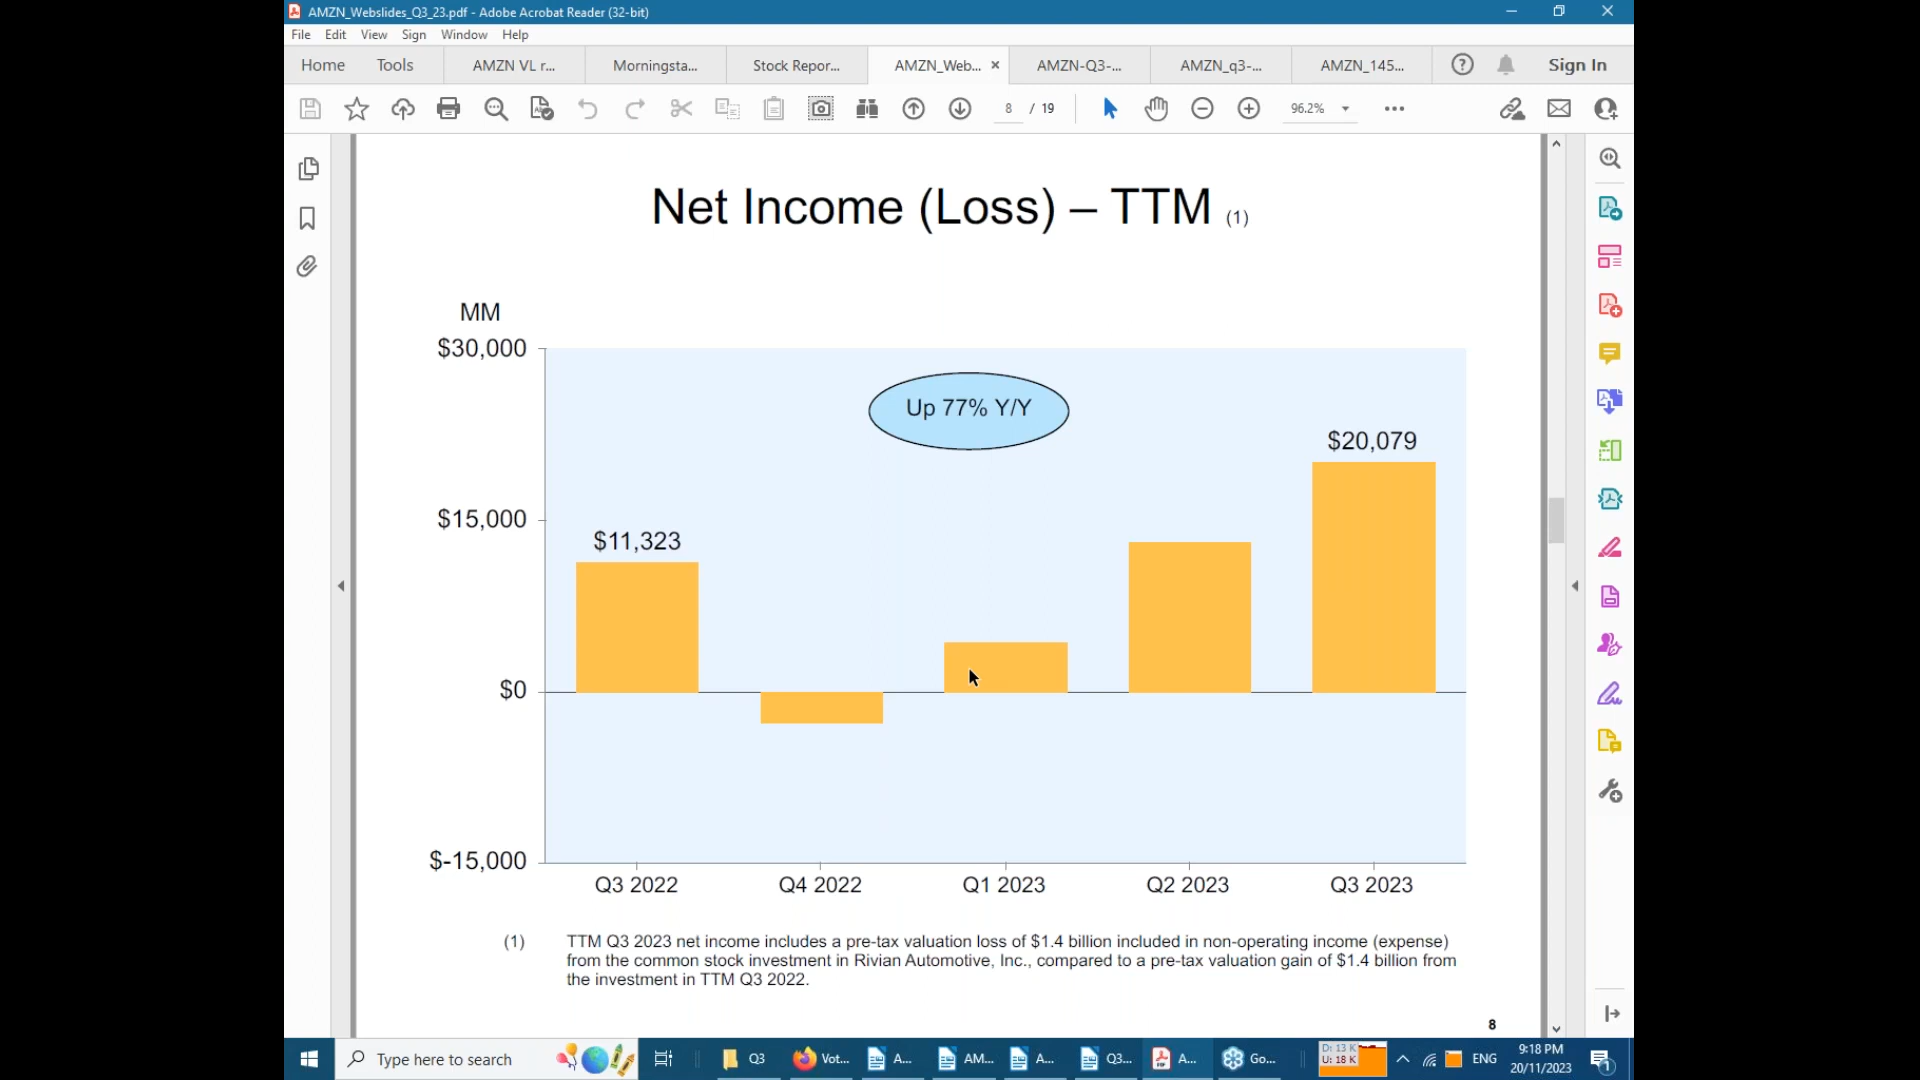 AMZN_Webslides_Q3_23.pdf - Adobe Acrobat Reader (32-bit)
File Edit View Sign Window Help
Home Tools AMZN VL r... Morningsta... Stock Repor... AMZN_Web... AMZN-Q3-... AMZN_q3-... AMZN_145... Sign In
8 / 19 96.2%
Net Income (Loss) – TTM (1)
MM
$30,000
Up 77% Y/Y
$20,079
$15,000
$11,323
$0
$-15,000
Q3 2022 Q4 2022 Q1 2023 Q2 2023 Q3 2023
(1) TTM Q3 2023 net income includes a pre-tax valuation loss of $1.4 billion included in non-operating income (expense)
from the common stock investment in Rivian Automotive, Inc., compared to a pre-tax valuation gain of $1.4 billion from
the investment in TTM Q3 2022.
8
Type here to search Q3 Vot... A... AM... A... Q3... A... Go... D: 13 K ENG 9:18 PM
U: 18 K 20/11/2023 1